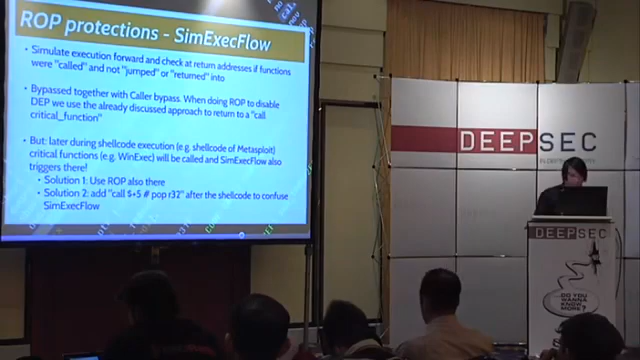 ROP protections - SimExecFlow
• Simulate execution forward and check at return addresses if functions
were "called" and not "jumped" or "returned" into
• Bypassed together with Caller bypass. When doing ROP to disable
DEP we use the already discussed approach to return to a "call
critical_function"
• But: later during shellcode execution (e.g. shellcode of Metasploit)
critical functions (e.g. WinExec) will be called and SimExecFlow also
triggers there!
• Solution 1: Use ROP also there
• Solution 2: add "call $+5 # pop r32" after the shellcode to confuse
SimExecFlow
DEEPSEC
DEEPSEC
DO YOU
WANNA
KNOW
MORE?